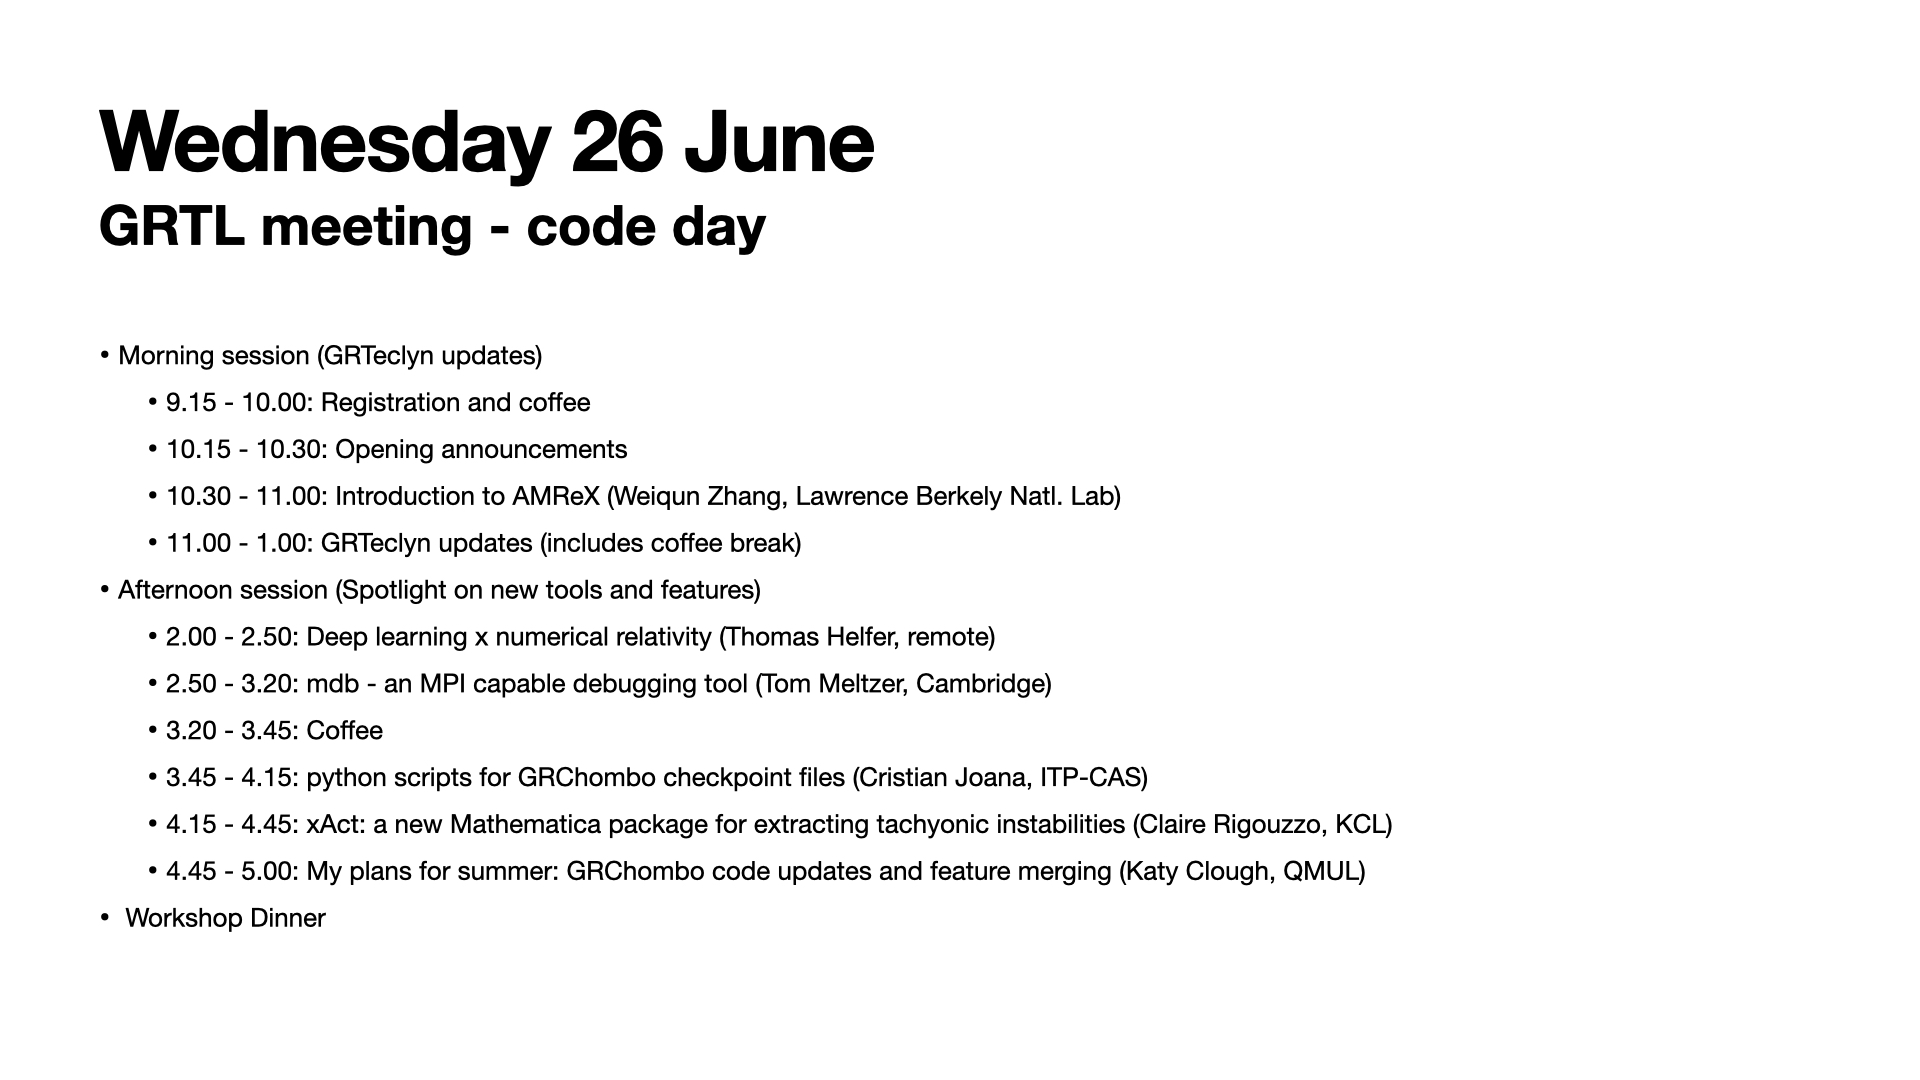 Wednesday 26 June
GRTL meeting - code day
• Morning session (GRTeclyn updates)
• 9.15 - 10.00: Registration and coffee
• 10.15 - 10.30: Opening announcements
• 10.30 - 11.00: Introduction to AMReX (Weiqun Zhang, Lawrence Berkely Natl. Lab)
• 11.00 - 1.00: GRTeclyn updates (includes coffee break)
• Afternoon session (Spotlight on new tools and features)
• 2.00 - 2.50: Deep learning x numerical relativity (Thomas Helfer, remote)
• 2.50 - 3.20: mdb - an MPI capable debugging tool (Tom Meltzer, Cambridge)
• 3.20 - 3.45: Coffee
• 3.45 - 4.15: python scripts for GRChombo checkpoint files (Cristian Joana, ITP-CAS)
• 4.15 - 4.45: xAct: a new Mathematica package for extracting tachyonic instabilities (Claire Rigouzzo, KCL)
• 4.45 - 5.00: My plans for summer: GRChombo code updates and feature merging (Katy Clough, QMUL)
• Workshop Dinner